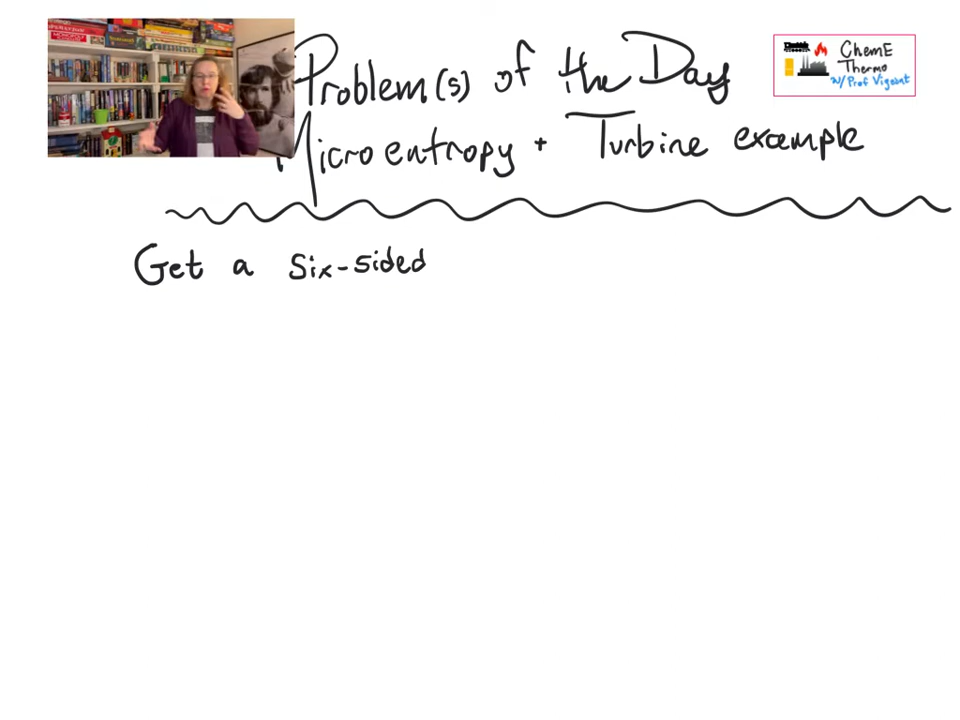 Problem(s) of the Day
Microentropy + Turbine example
ChemE
Thermo
w/ Prof Vigeant
Get a six-sided